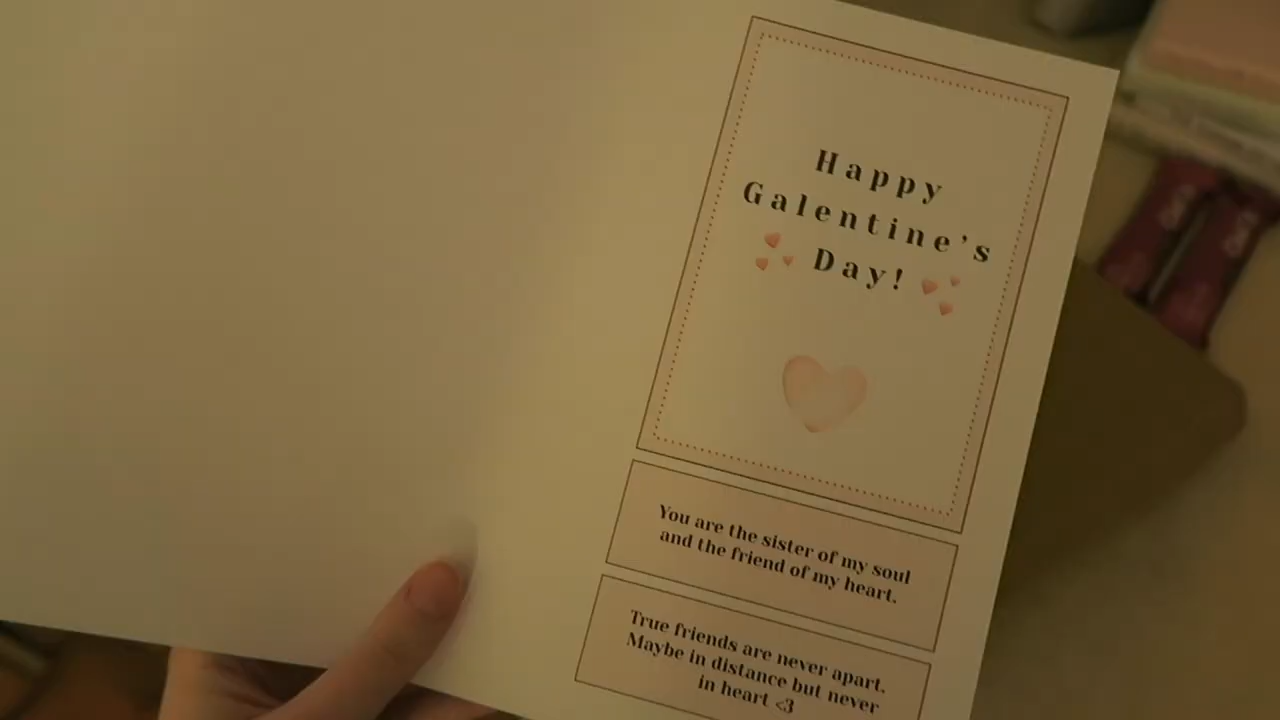 Happy
Galentine's
Day!
You are the sister of my soul
and the friend of my heart.
True friends are never apart.
Maybe in distance but never
in heart <3